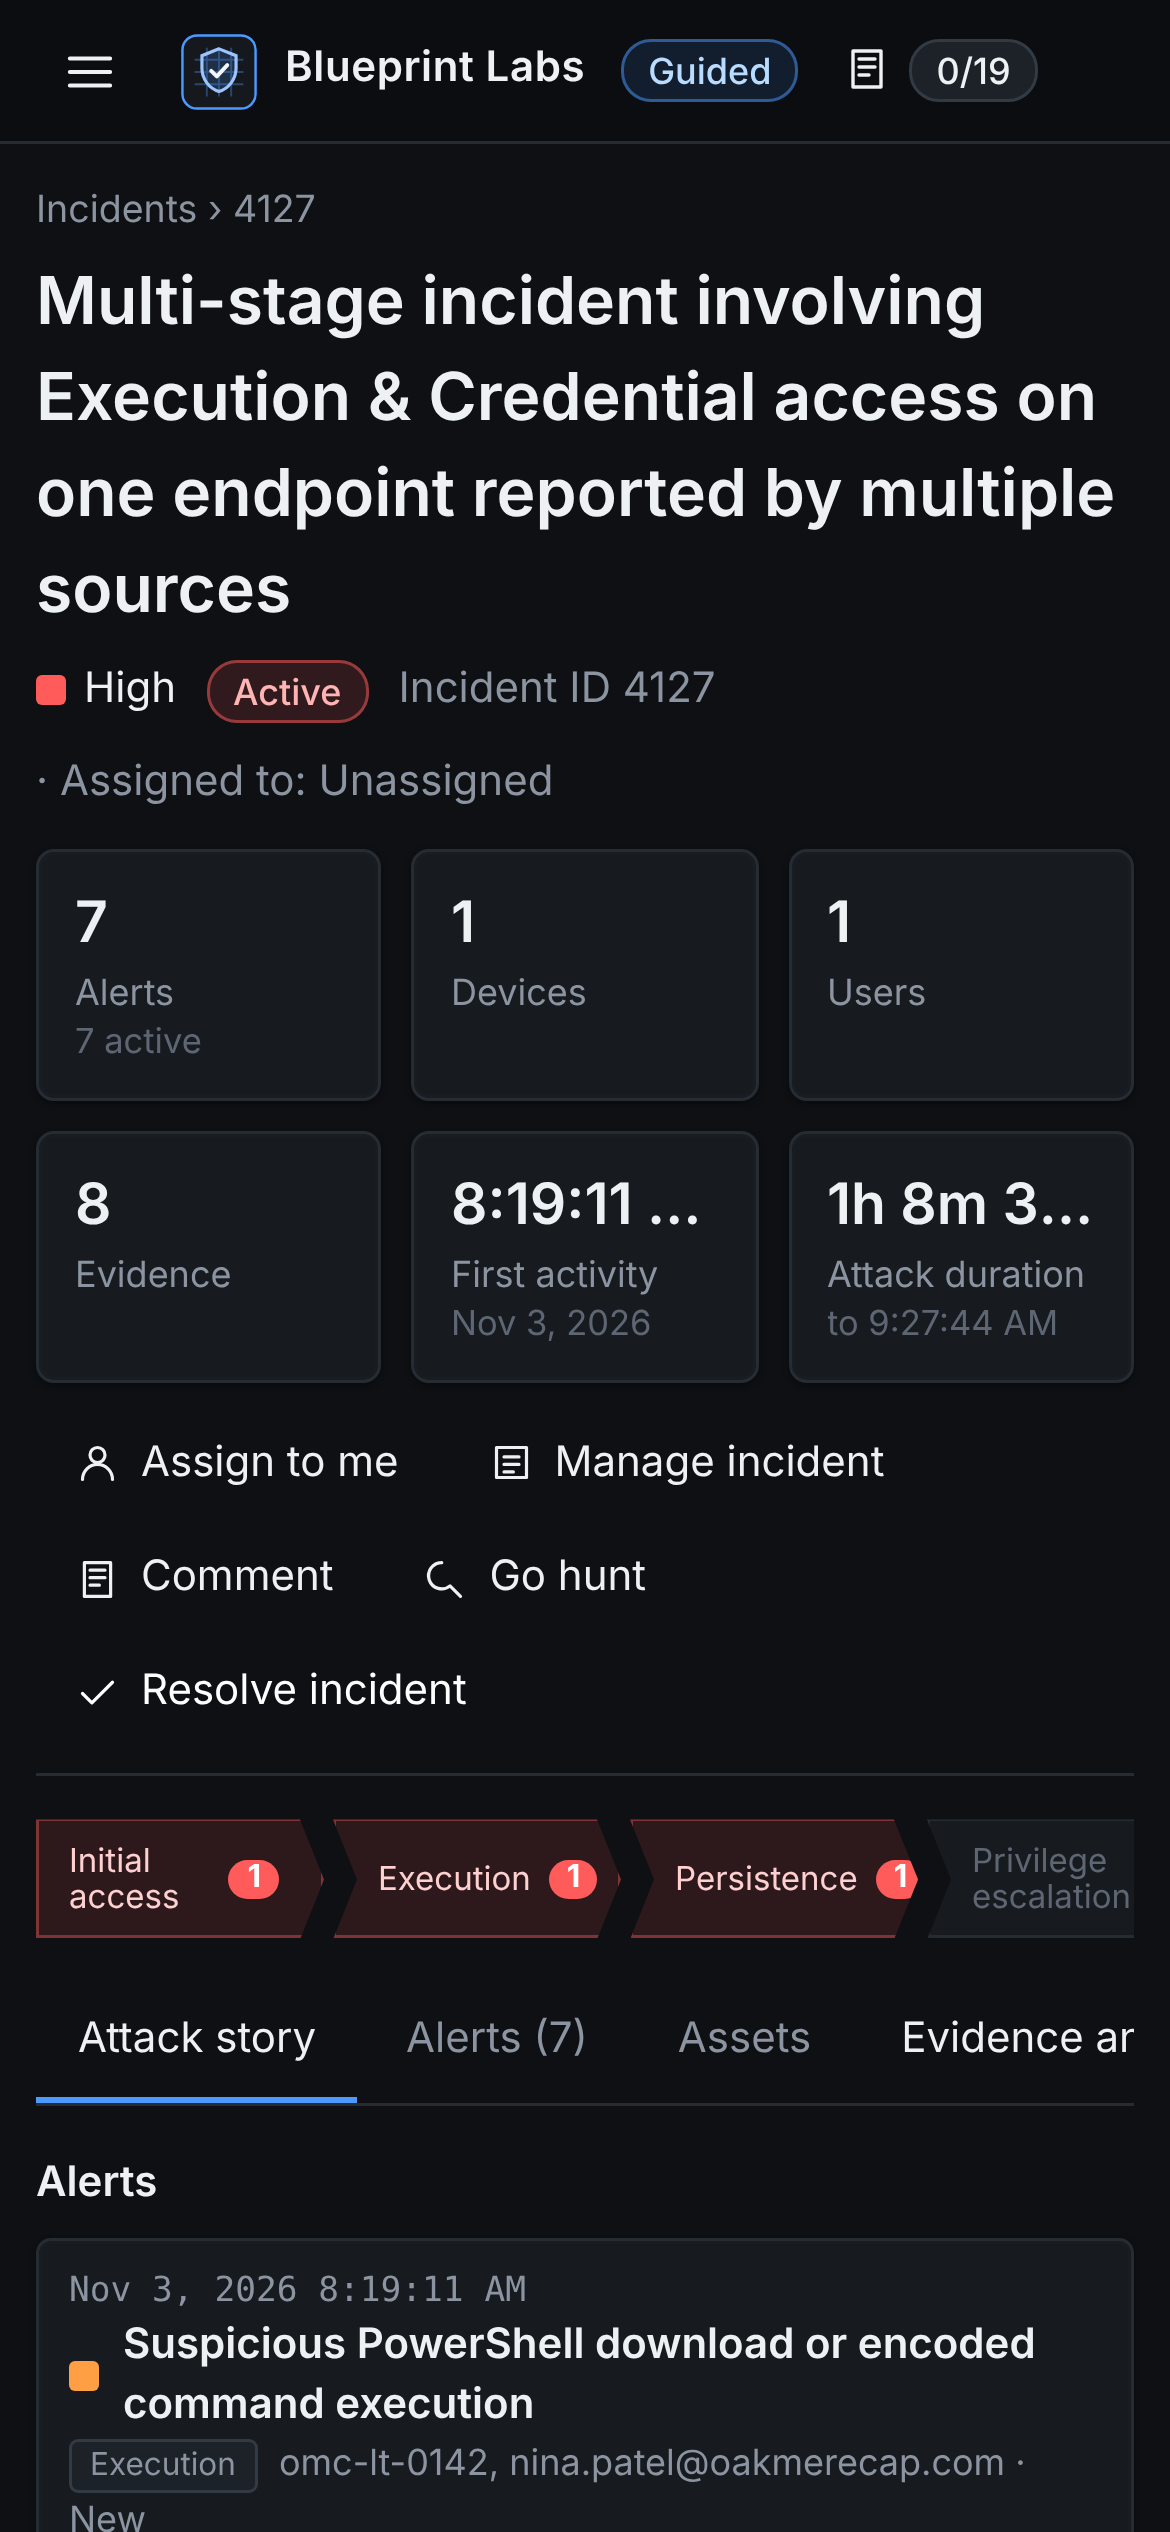 Blueprint Labs
Guided
0/19
Incidents › 4127
Multi-stage incident involving
Execution & Credential access on
one endpoint reported by multiple
sources
High
Active
Incident ID 4127
· Assigned to: Unassigned
7
Alerts
7 active
1
Devices
1
Users
8
Evidence
8:19:11 ...
First activity
Nov 3, 2026
1h 8m 3...
Attack duration
to 9:27:44 AM
Assign to me
Manage incident
Comment
Go hunt
Resolve incident
Initial
access
1
Execution
1
Persistence
1
Privilege
escalation
Attack story
Alerts (7)
Assets
Evidence ar
Alerts
Nov 3, 2026 8:19:11 AM
Suspicious PowerShell download or encoded
command execution
Execution
omc-lt-0142, nina.patel@oakmerecap.com ·
New